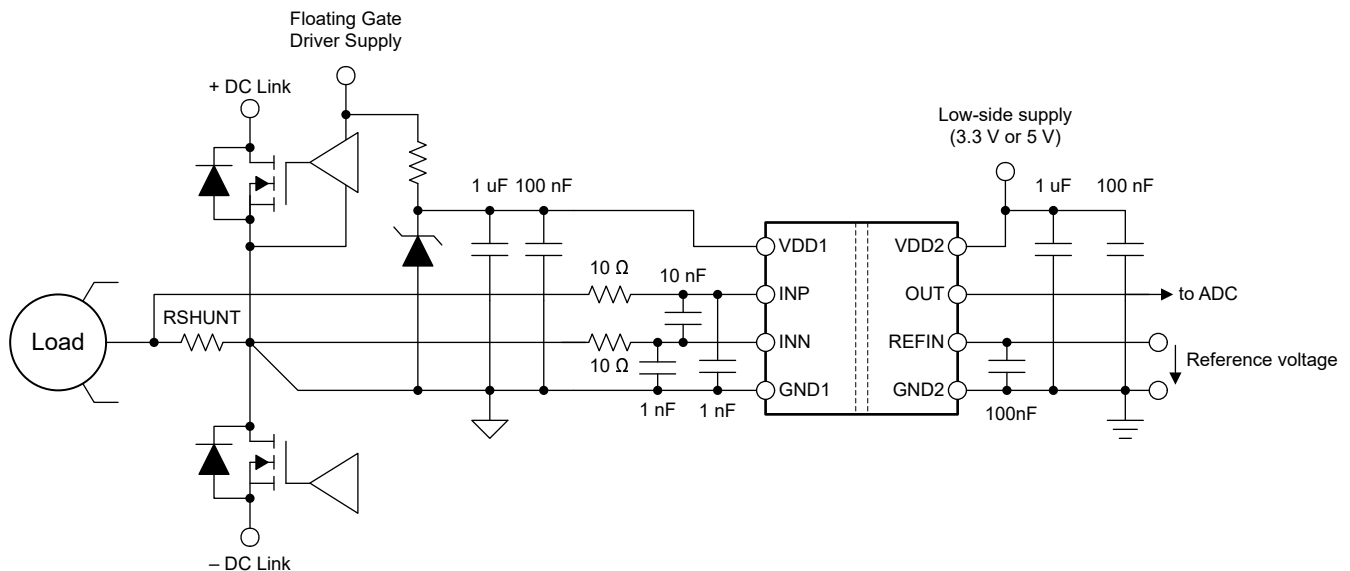 Floating Gate
Driver Supply
+ DC Link
Low-side supply
(3.3 V or 5 V)
1 uF
100 nF
1 uF
100 nF
VDD1
VDD2
10 Ω
10 nF
INP
OUT
to ADC
RSHUNT
Load
INN
REFIN
10 Ω
Reference voltage
GND1
GND2
1 nF
1 nF
100nF
– DC Link